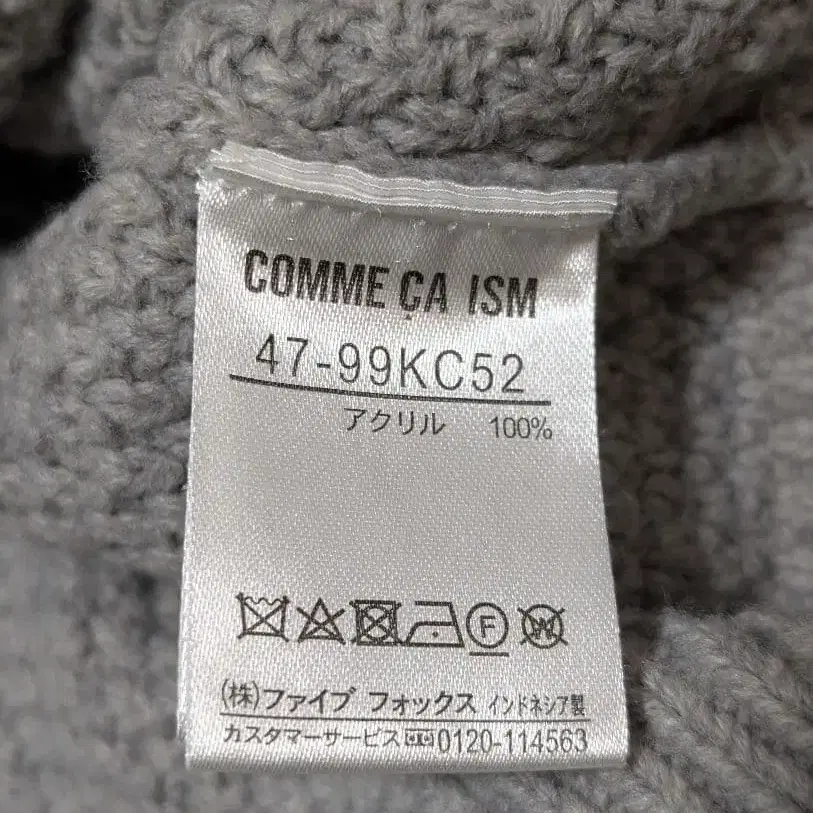 COMME ÇA ISM
47-99KC52
アクリル 100%
F W
(株)ファイブ フォックス インドネシア製
カスタマーサービス 0120-114563